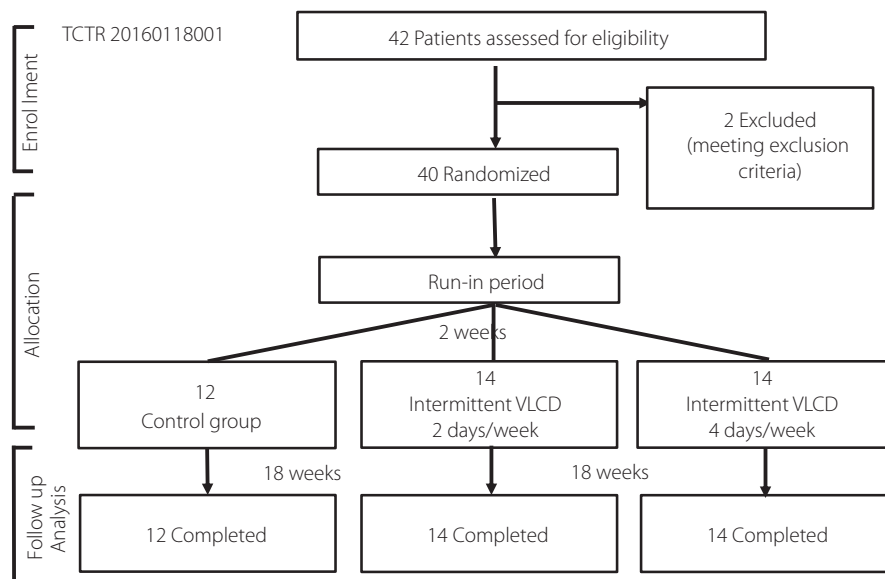 TCTR 20160118001
42 Patients assessed for eligibility
Enrollment
2 Excluded
(meeting exclusion
criteria)
40 Randomized
Allocation
Run-in period
2 weeks
12
Control group
14
Intermittent VLCD
2 days/week
14
Intermittent VLCD
4 days/week
Follow up
Analysis
18 weeks
18 weeks
12 Completed
14 Completed
14 Completed